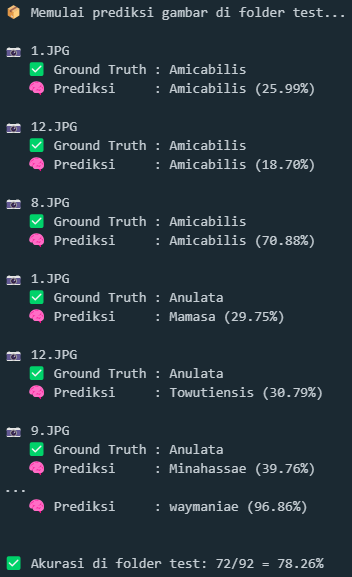 📦 Memulai prediksi gambar di folder test...
📷 1.JPG
✅ Ground Truth : Amicabilis
🧠 Prediksi : Amicabilis (25.99%)
📷 12.JPG
✅ Ground Truth : Amicabilis
🧠 Prediksi : Amicabilis (18.70%)
📷 8.JPG
✅ Ground Truth : Amicabilis
🧠 Prediksi : Amicabilis (70.88%)
📷 1.JPG
✅ Ground Truth : Anulata
🧠 Prediksi : Mamasa (29.75%)
📷 12.JPG
✅ Ground Truth : Anulata
🧠 Prediksi : Towutiensis (30.79%)
📷 9.JPG
✅ Ground Truth : Anulata
🧠 Prediksi : Minahassae (39.76%)
...
🧠 Prediksi : waymaniae (96.86%)
✅ Akurasi di folder test: 72/92 = 78.26%